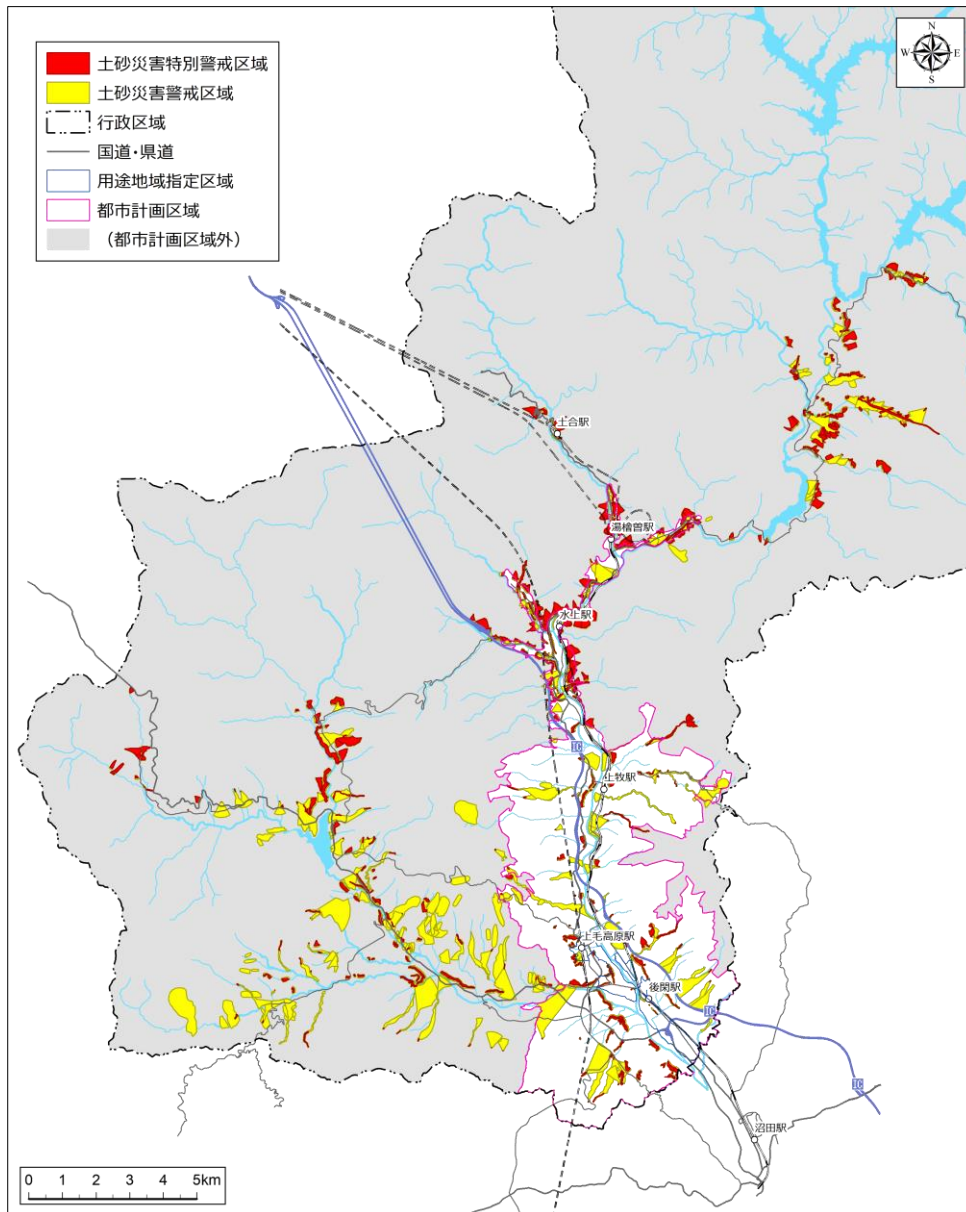 土砂災害特別警戒区域
土砂災害警戒区域
行政区域
国道・県道
用途地域指定区域
都市計画区域
(都市計画区域外)
N
W E
S
土合駅
湯檜曽駅
水上駅
IC
上牧駅
上毛高原駅
後閑駅
IC
IC
沼田駅
0 1 2 3 4 5km